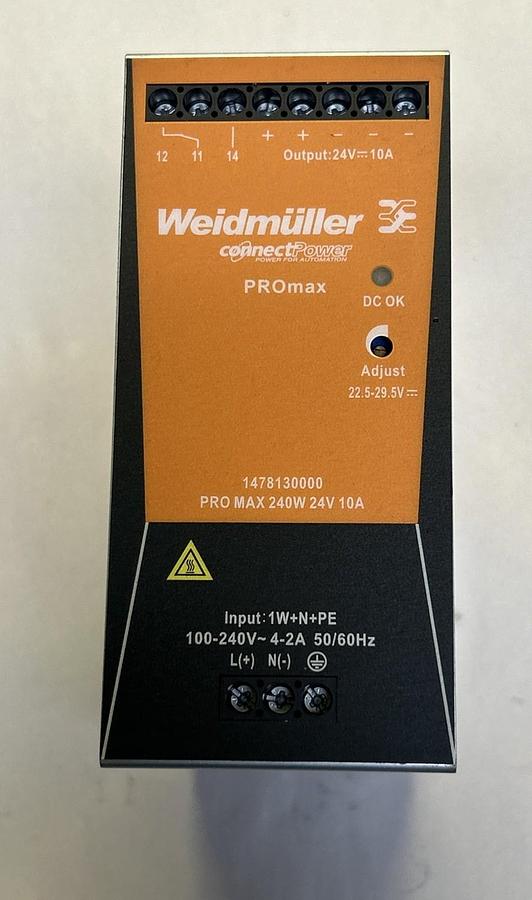 + + - - -
12 11 14 Output:24V⎓10A
Weidmüller
connectPower
POWER FOR AUTOMATION
PROmax
DC OK
Adjust
22.5-29.5V⎓
1478130000
PRO MAX 240W 24V 10A
Input:1W+N+PE
100-240V~ 4-2A 50/60Hz
L(+) N(-)